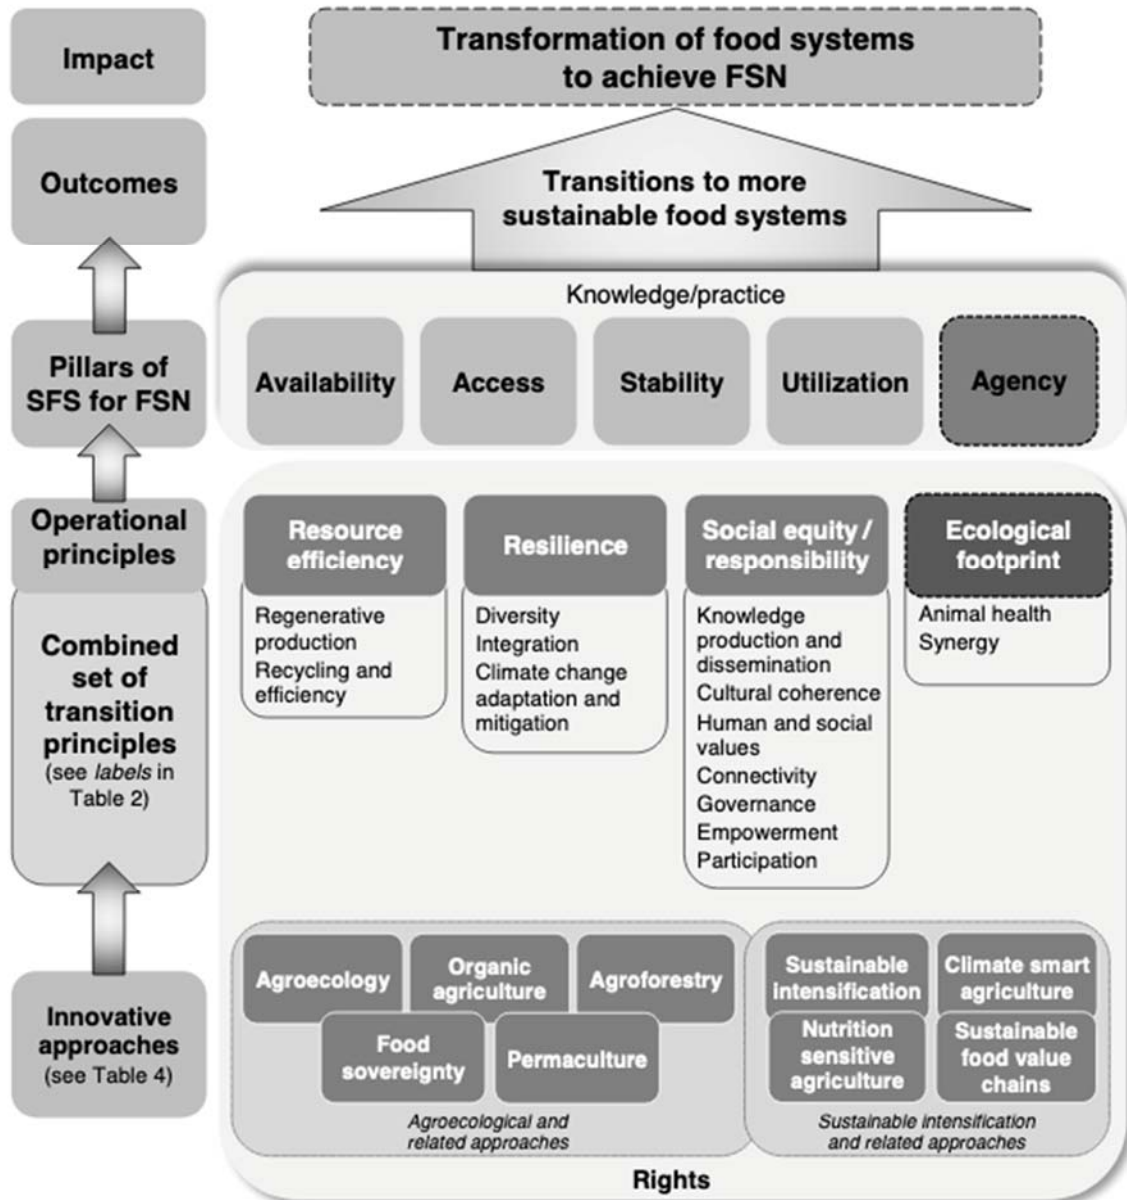 Impact
Transformation of food systems
to achieve FSN
Outcomes
Transitions to more
sustainable food systems
Knowledge/practice
Pillars of
SFS for FSN
Availability
Access
Stability
Utilization
Agency
Operational
principles
Combined
set of
transition
principles
(see labels in
Table 2)
Resource
efficiency
Regenerative
production
Recycling and
efficiency
Resilience
Diversity
Integration
Climate change
adaptation and
mitigation
Social equity /
responsibility
Knowledge
production and
dissemination
Cultural coherence
Human and social
values
Connectivity
Governance
Empowerment
Participation
Ecological
footprint
Animal health
Synergy
Innovative
approaches
(see Table 4)
Agroecology
Organic
agriculture
Agroforestry
Food
sovereignty
Permaculture
Agroecological and
related approaches
Sustainable
intensification
Climate smart
agriculture
Nutrition
sensitive
agriculture
Sustainable
food value
chains
Sustainable intensification
and related approaches
Rights